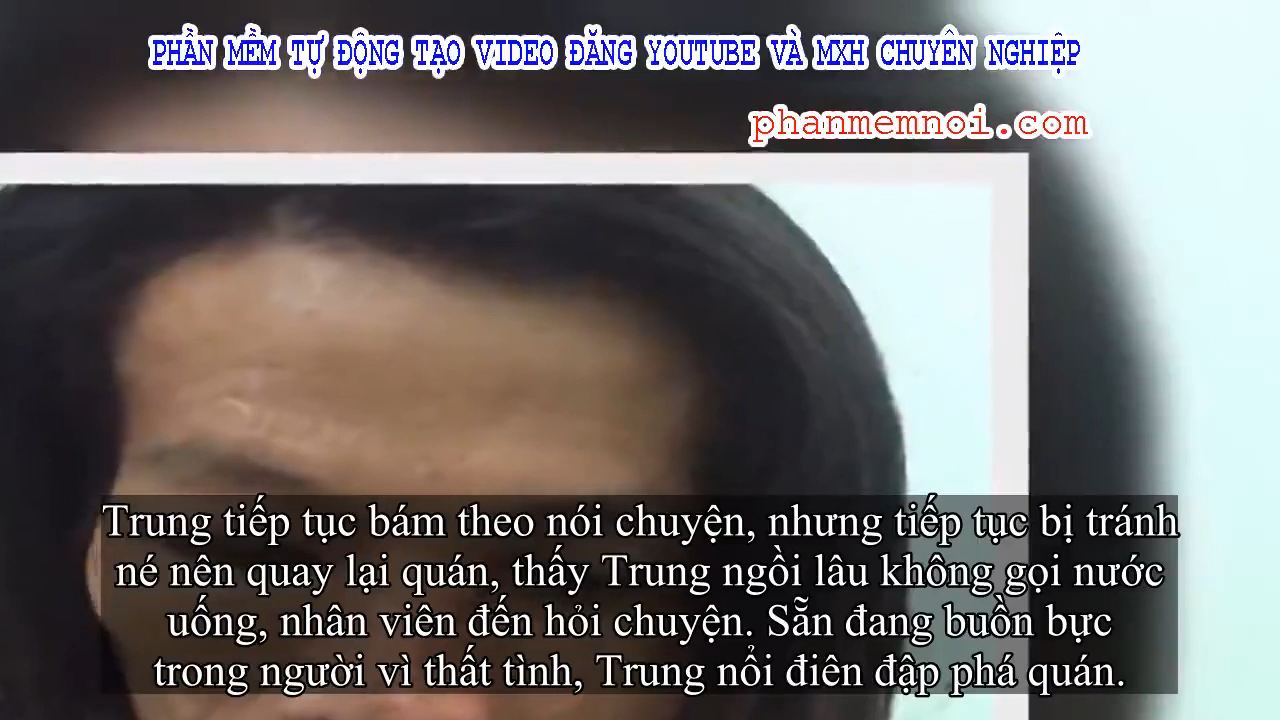 PHẦN MỀM TỰ ĐỘNG TẠO VIDEO ĐĂNG YOUTUBE VÀ MXH CHUYÊN NGHIỆP
phanmemnoi.com
Trung tiếp tục bám theo nói chuyện, nhưng tiếp tục bị tránh
né nên quay lại quán, thấy Trung ngồi lâu không gọi nước
uống, nhân viên đến hỏi chuyện. Sẵn đang buồn bực
trong người vì thất tình, Trung nổi điên đập phá quán.